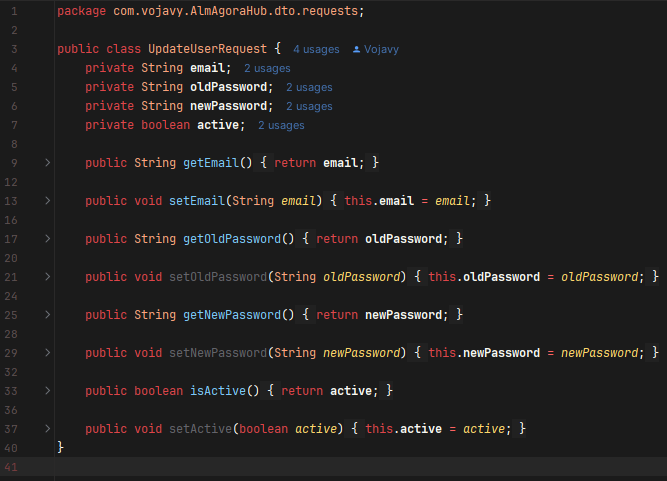 1 package com.vojavy.AlmAgoraHub.dto.requests;
2
3 public class UpdateUserRequest { 4 usages Vojavy
4 private String email; 2 usages
5 private String oldPassword; 2 usages
6 private String newPassword; 2 usages
7 private boolean active; 2 usages
8
9 public String getEmail() { return email; }
12
13 public void setEmail(String email) { this.email = email; }
16
17 public String getOldPassword() { return oldPassword; }
20
21 public void setOldPassword(String oldPassword) { this.oldPassword = oldPassword; }
24
25 public String getNewPassword() { return newPassword; }
28
29 public void setNewPassword(String newPassword) { this.newPassword = newPassword; }
32
33 public boolean isActive() { return active; }
36
37 public void setActive(boolean active) { this.active = active; }
40 }
41